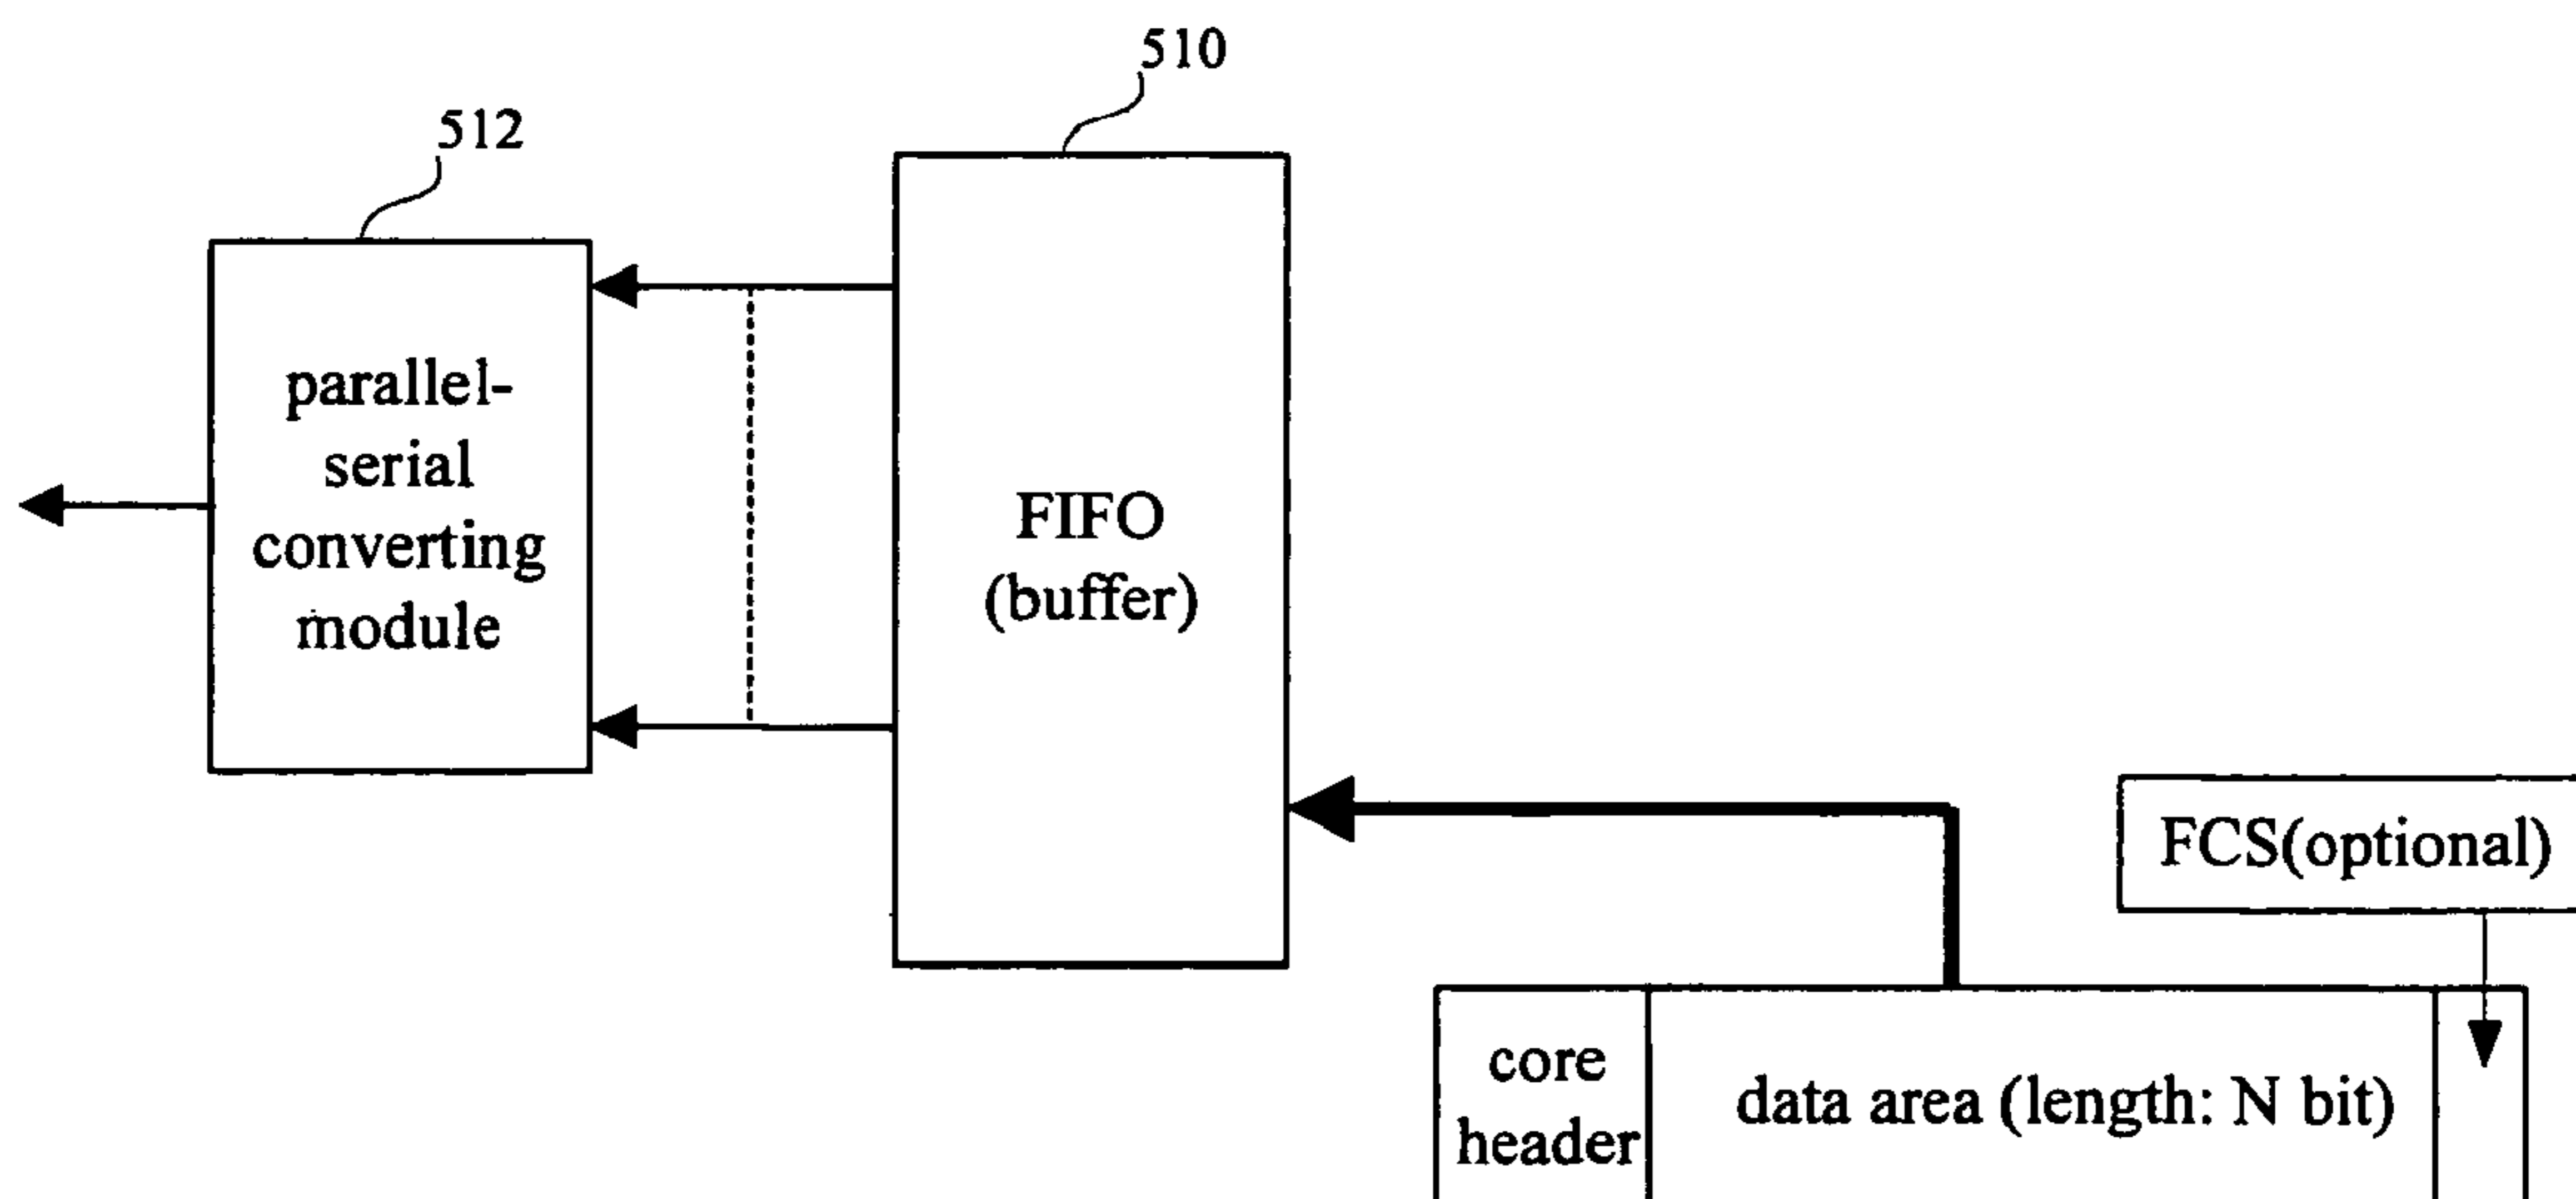 510
512
parallel-
serial
converting
module
FIFO
(buffer)
FCS(optional)
core
header
data area (length: N bit)